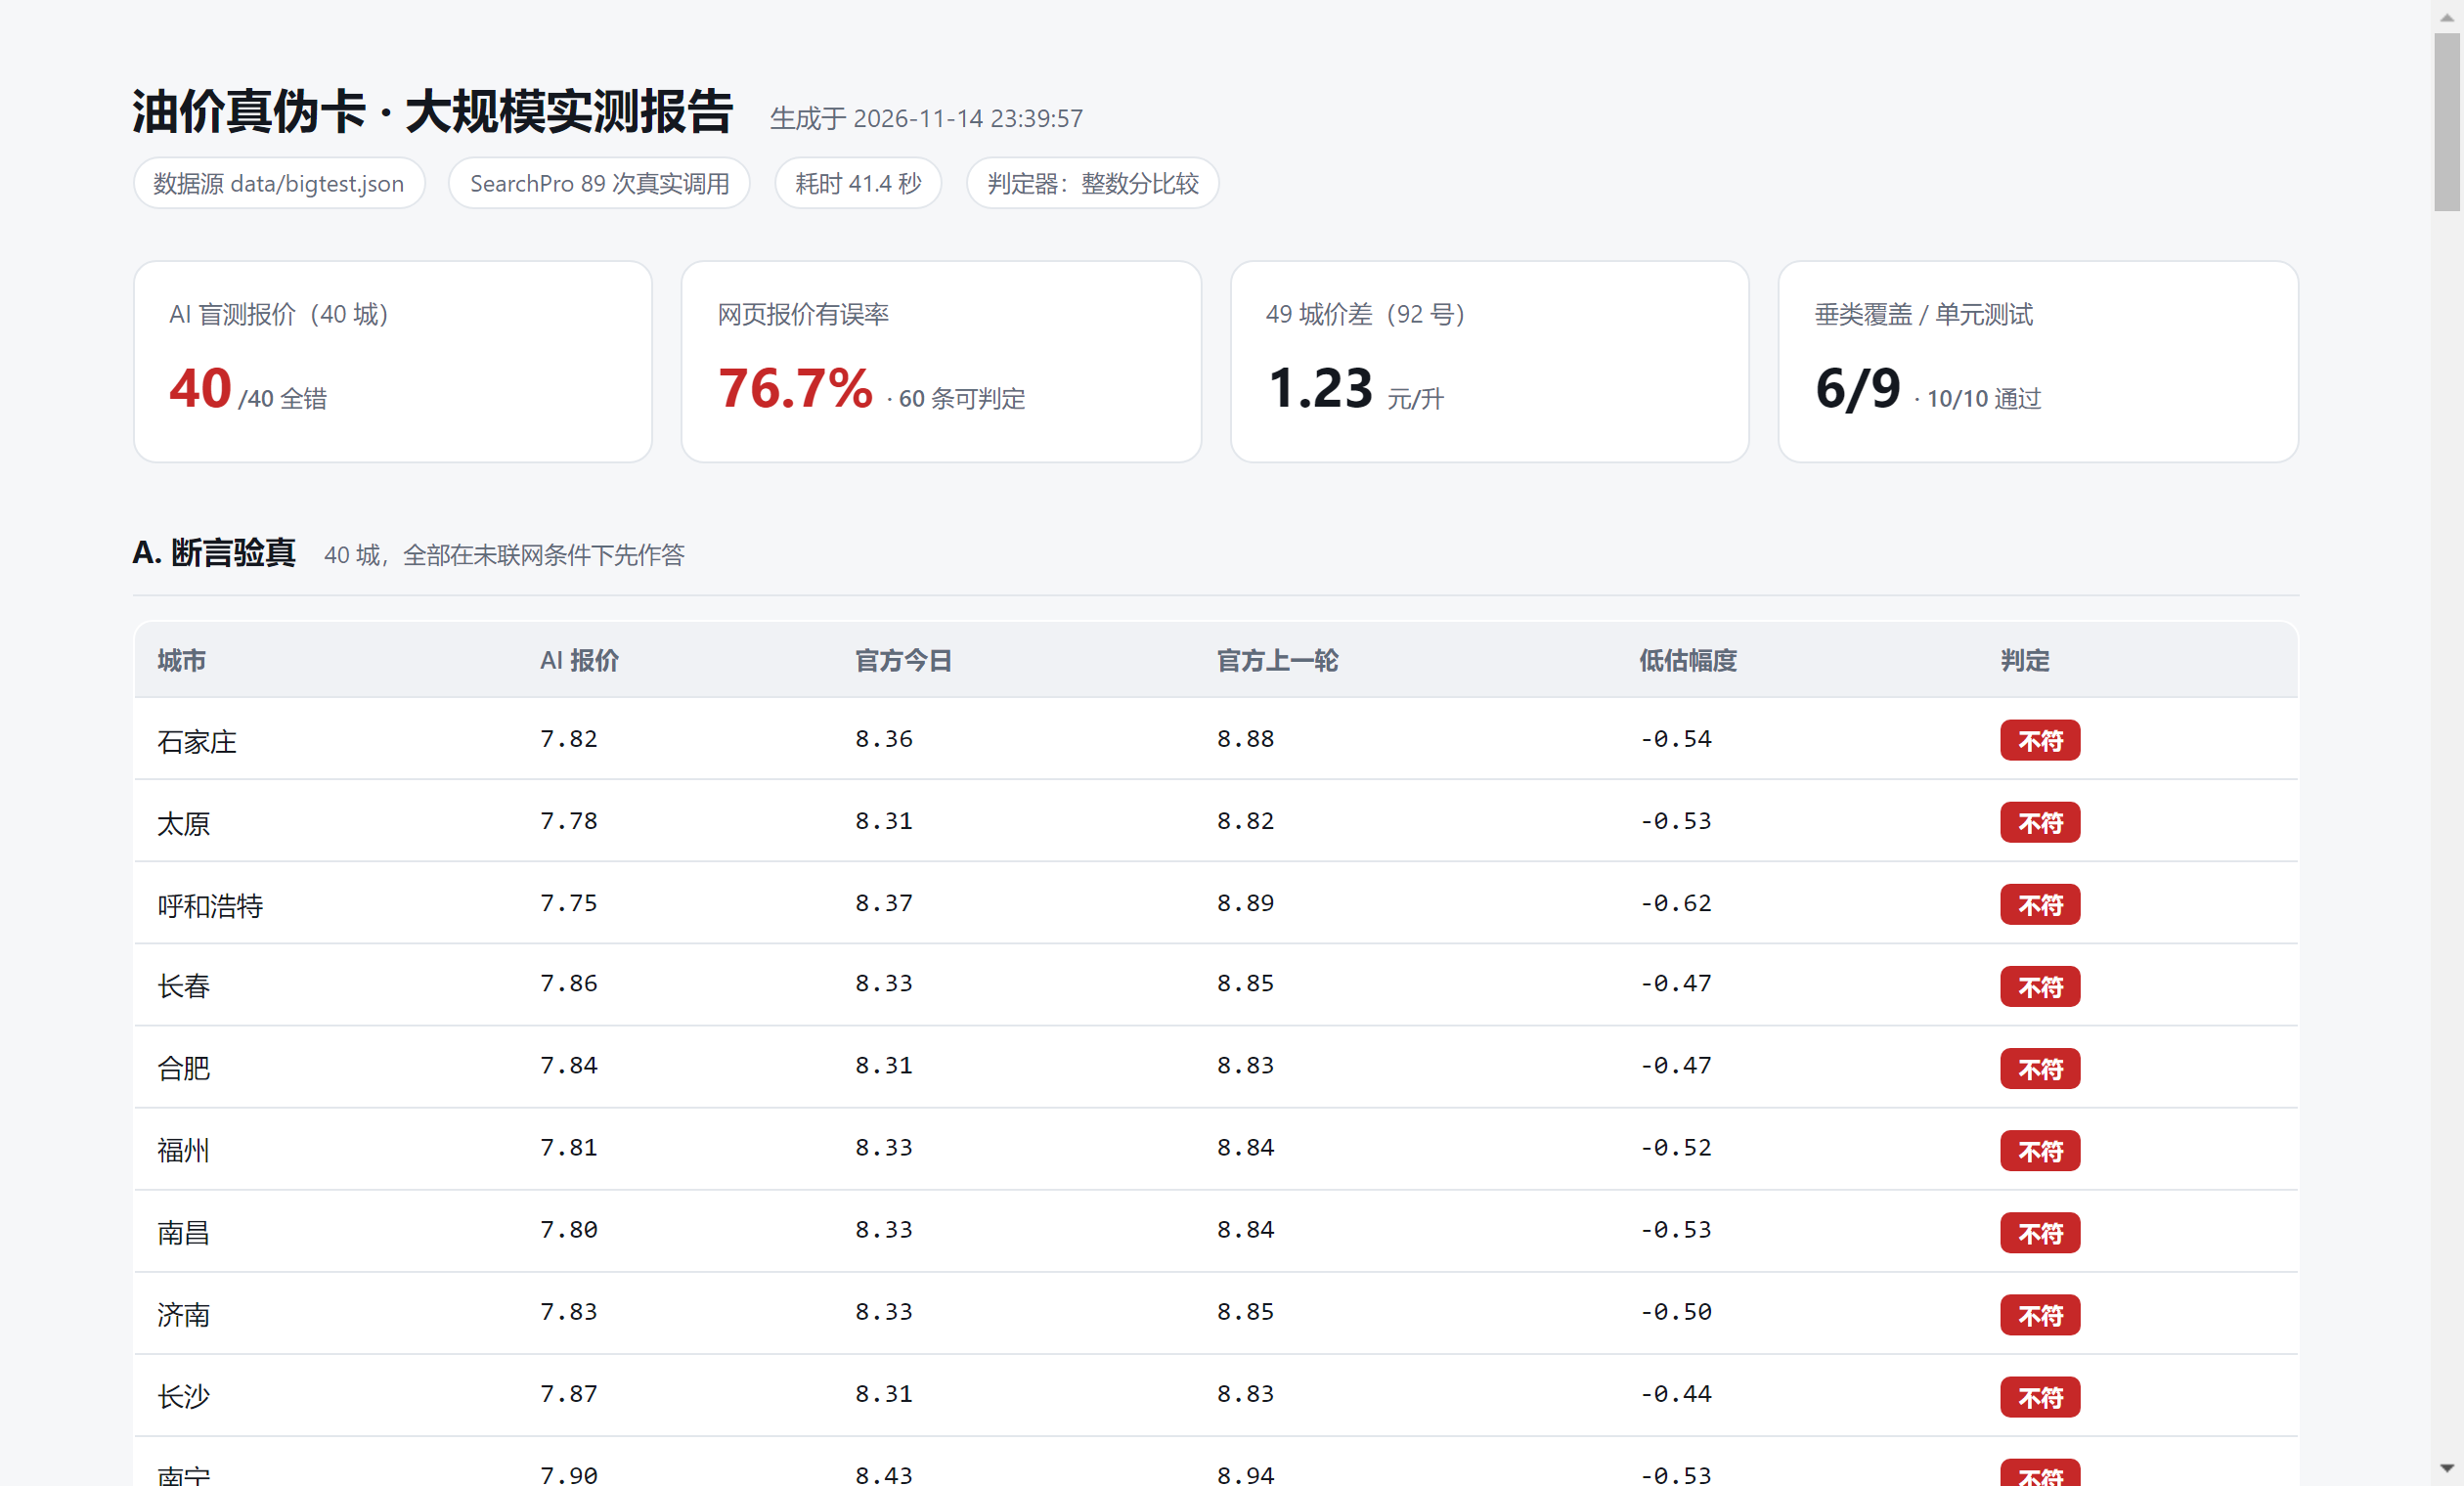 油价真伪卡 · 大规模实测报告 生成于 2026-11-14 23:39:57
数据源 data/bigtest.json SearchPro 89 次真实调用 耗时 41.4 秒 判定器：整数分比较
AI 盲测报价（40 城） 网页报价有误率 49 城价差（92 号） 垂类覆盖 / 单元测试
40 /40 全错 76.7% · 60 条可判定 1.23 元/升 6/9 · 10/10 通过
A. 断言验真 40 城，全部在未联网条件下先作答
城市 AI 报价 官方今日 官方上一轮 低估幅度 判定
石家庄 7.82 8.36 8.88 -0.54 不符
太原 7.78 8.31 8.82 -0.53 不符
呼和浩特 7.75 8.37 8.89 -0.62 不符
长春 7.86 8.33 8.85 -0.47 不符
合肥 7.84 8.31 8.83 -0.47 不符
福州 7.81 8.33 8.84 -0.52 不符
南昌 7.80 8.33 8.84 -0.53 不符
济南 7.83 8.33 8.85 -0.50 不符
长沙 7.87 8.31 8.83 -0.44 不符
南宁 7.90 8.43 8.94 -0.53 不符